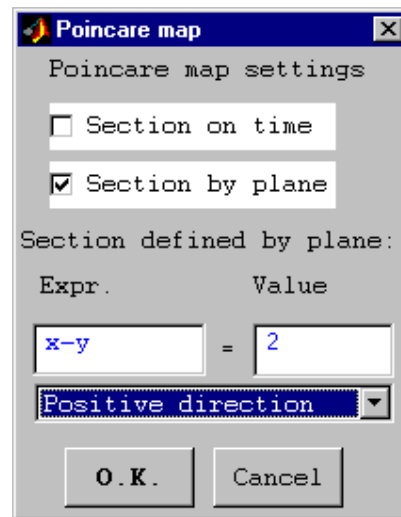 Poincare map
Poincare map settings
Section on time
Section by plane
Section defined by plane:
Expr. Value
x-y = 2
Positive direction
O.K. Cancel